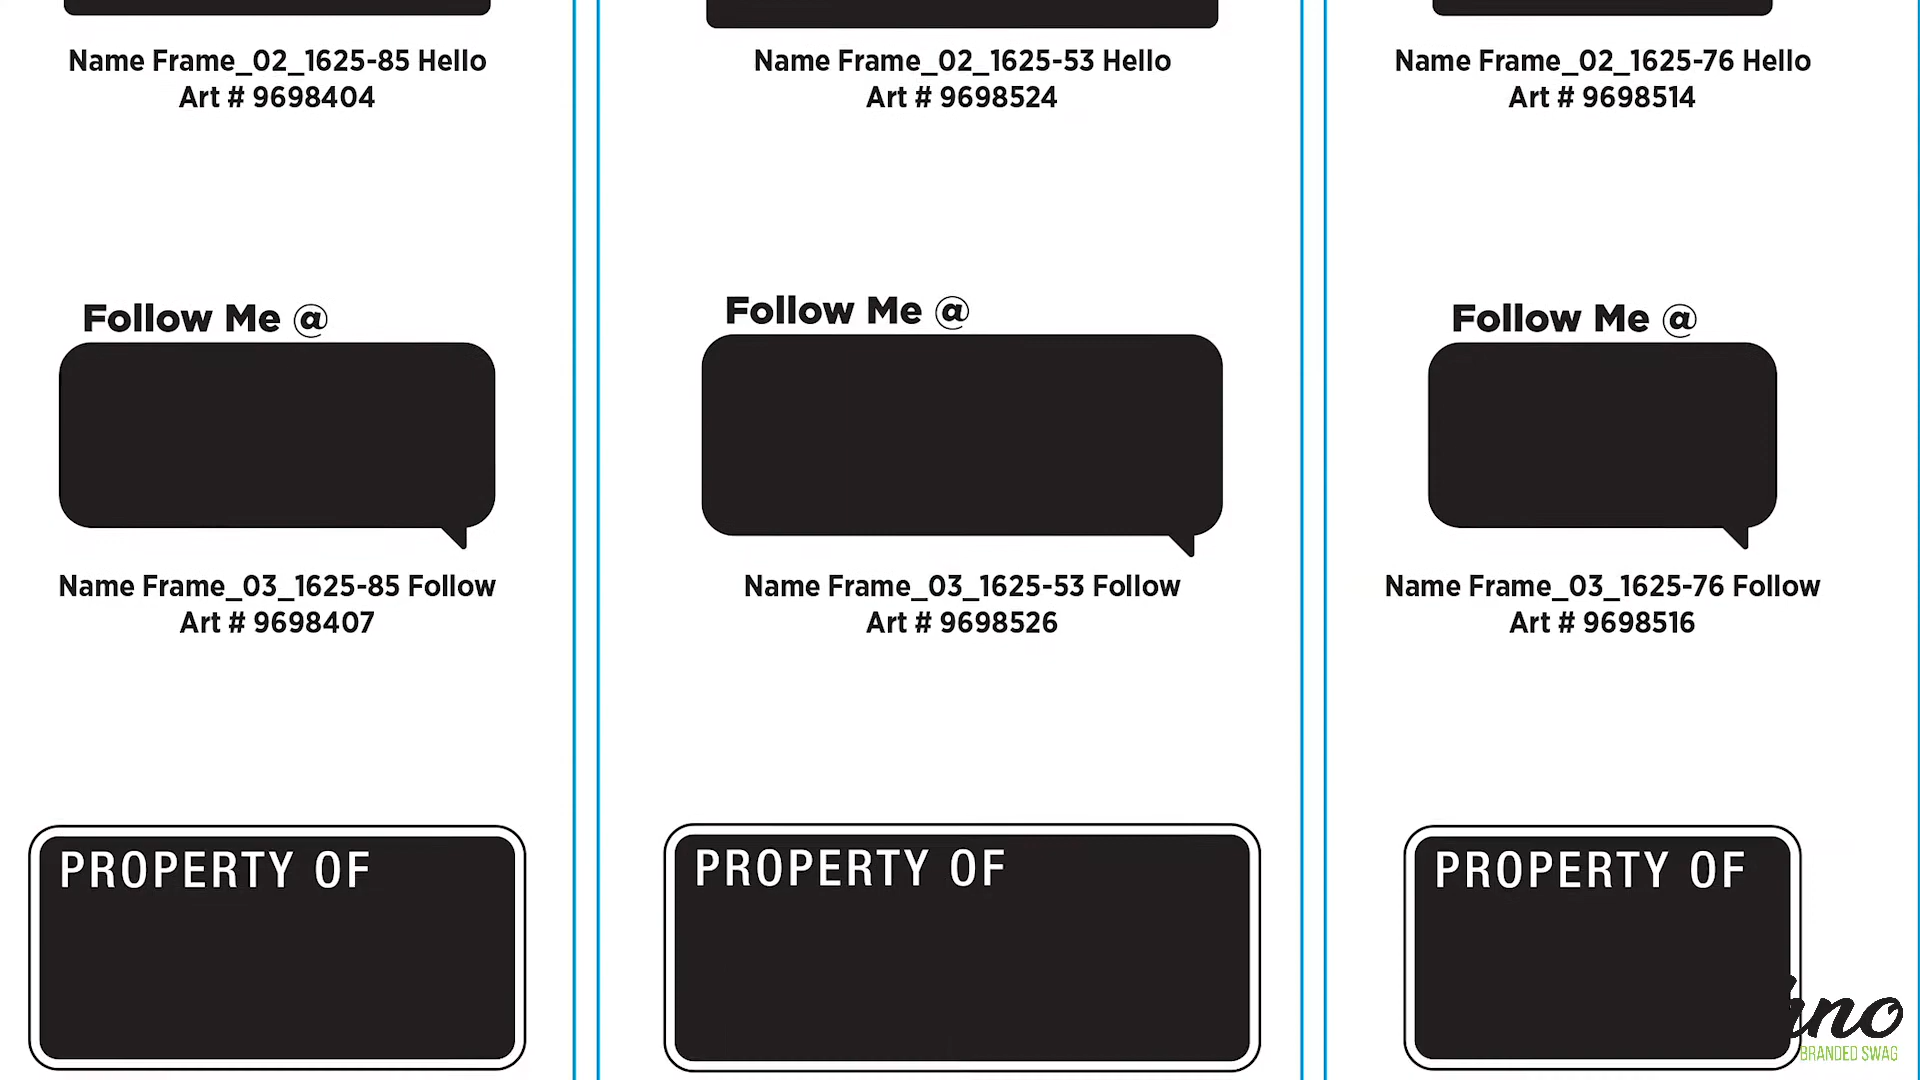 Name Frame_02_1625-85 Hello
Art # 9698404
Name Frame_02_1625-53 Hello
Art # 9698524
Name Frame_02_1625-76 Hello
Art # 9698514
Follow Me @
Follow Me @
Follow Me @
Name Frame_03_1625-85 Follow
Art # 9698407
Name Frame_03_1625-53 Follow
Art # 9698526
Name Frame_03_1625-76 Follow
Art # 9698516
PROPERTY OF
PROPERTY OF
PROPERTY OF
BRANDED SWAG